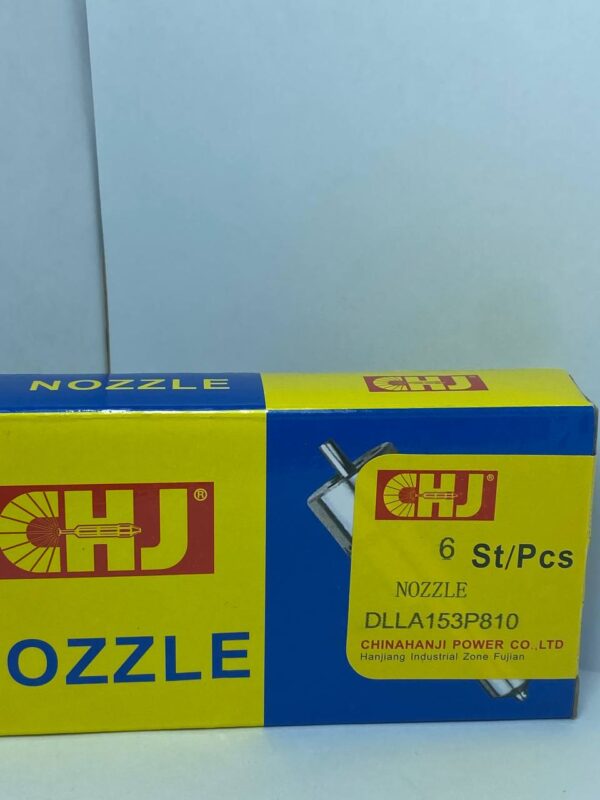 NOZZLE
CHJ
CHJ®
OZZLE
CHJ®
6 St/Pcs
NOZZLE
DLLA153P810
CHINAHANJI POWER CO.,LTD
Hanjiang Industrial Zone Fujian